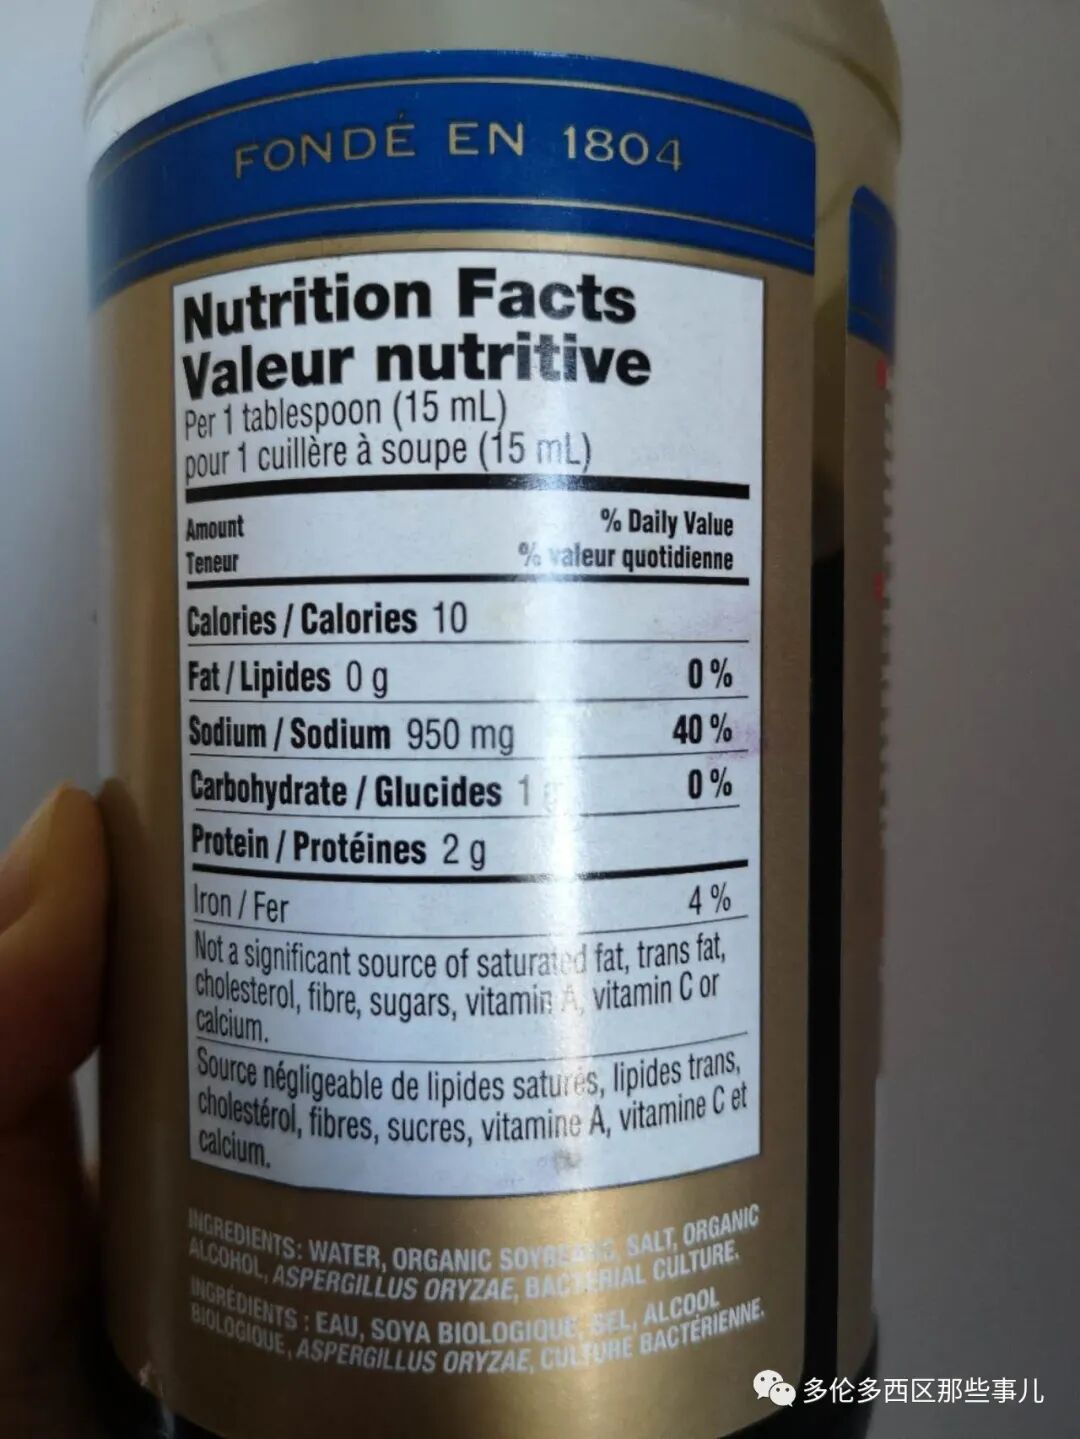 FONDÉ EN 1804
Nutrition Facts
Valeur nutritive
Per 1 tablespoon (15 mL)
pour 1 cuillère à soupe (15 mL)
Amount % Daily Value
Teneur % valeur quotidienne
Calories / Calories 10
Fat / Lipides 0 g 0 %
Sodium / Sodium 950 mg 40 %
Carbohydrate / Glucides 1 g 0 %
Protein / Protéines 2 g
Iron / Fer 4 %
Not a significant source of saturated fat, trans fat,
cholesterol, fibre, sugars, vitamin A, vitamin C or
calcium.
Source négligeable de lipides saturés, lipides trans,
cholestérol, fibres, sucres, vitamine A, vitamine C et
calcium.
INGREDIENTS: WATER, ORGANIC SOYBEANS, SALT, ORGANIC
ALCOHOL, ASPERGILLUS ORYZAE, BACTERIAL CULTURE.
INGRÉDIENTS : EAU, SOYA BIOLOGIQUE, SEL, ALCOOL
BIOLOGIQUE, ASPERGILLUS ORYZAE, CULTURE BACTÉRIENNE.
多伦多西区那些事儿